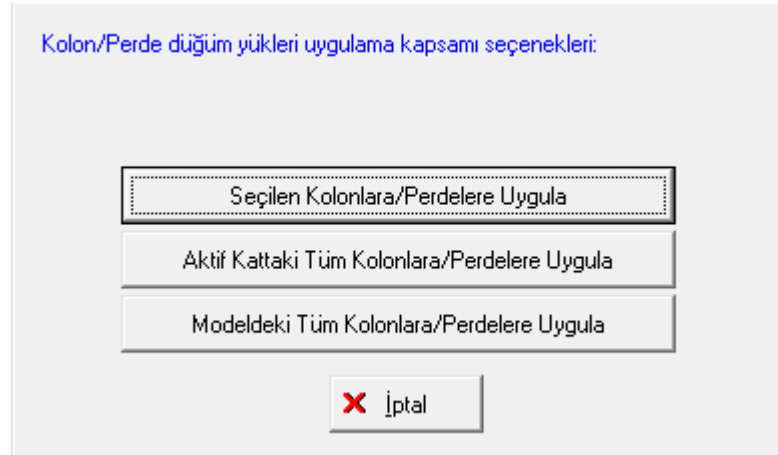 Kolon/Perde düğüm yükleri uygulama kapsamı seçenekleri:
Seçilen Kolonlara/Perdelere Uygula
Aktif Kattaki Tüm Kolonlara/Perdelere Uygula
Modeldeki Tüm Kolonlara/Perdelere Uygula
İptal